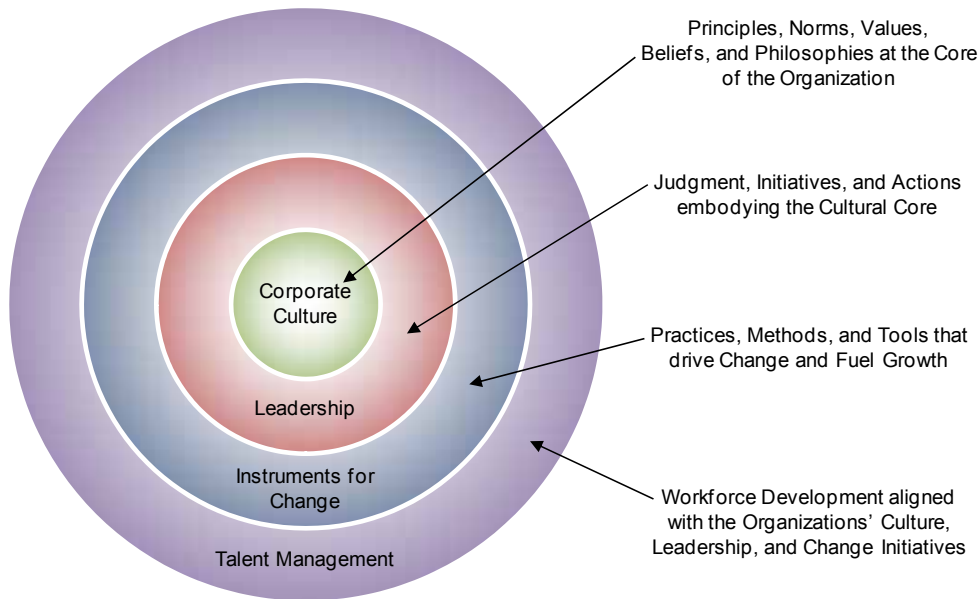 Principles, Norms, Values,
Beliefs, and Philosophies at the Core
of the Organization
Judgment, Initiatives, and Actions
embodying the Cultural Core
Corporate
Culture
Practices, Methods, and Tools that
drive Change and Fuel Growth
Leadership
Instruments for
Change
Workforce Development aligned
with the Organizations’ Culture,
Leadership, and Change Initiatives
Talent Management